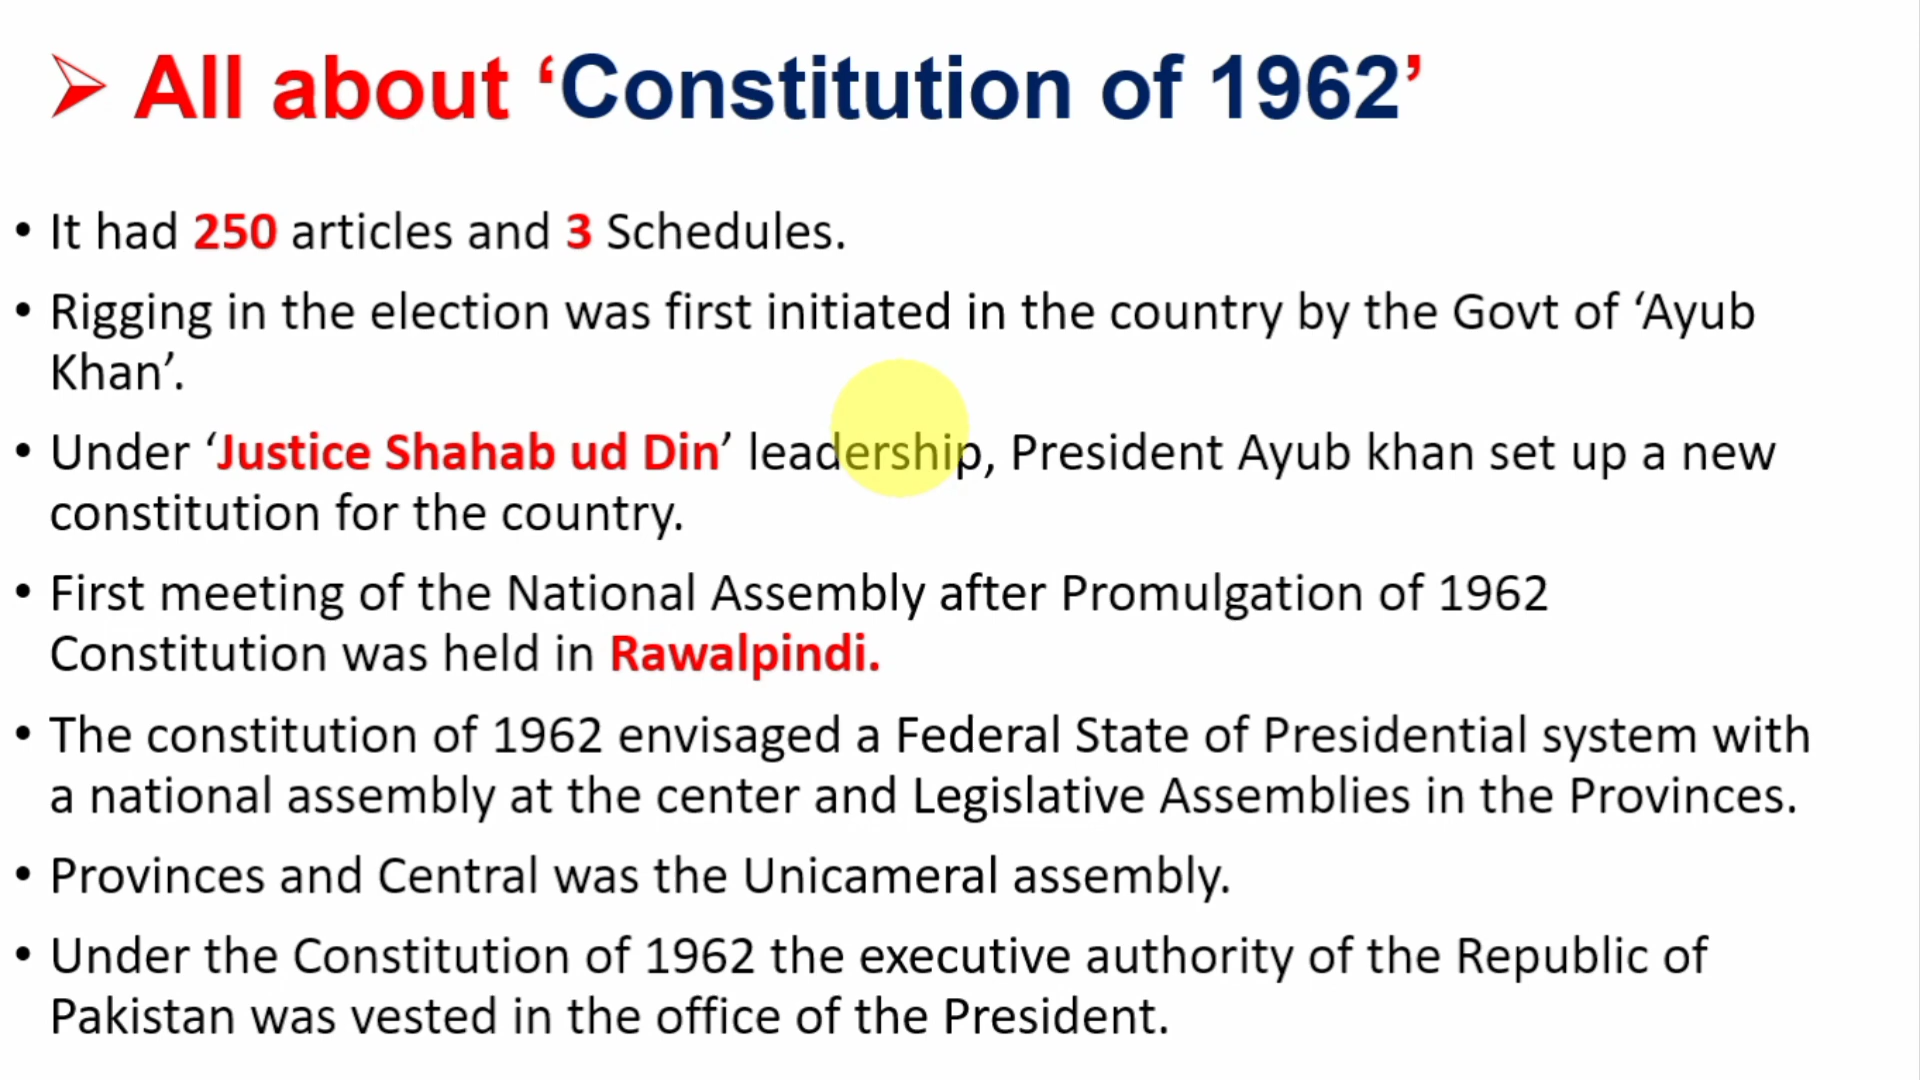 ➢ All about ‘Constitution of 1962’
• It had 250 articles and 3 Schedules.
• Rigging in the election was first initiated in the country by the Govt of ‘Ayub
Khan’.
• Under ‘Justice Shahab ud Din’ leadership, President Ayub khan set up a new
constitution for the country.
• First meeting of the National Assembly after Promulgation of 1962
Constitution was held in Rawalpindi.
• The constitution of 1962 envisaged a Federal State of Presidential system with
a national assembly at the center and Legislative Assemblies in the Provinces.
• Provinces and Central was the Unicameral assembly.
• Under the Constitution of 1962 the executive authority of the Republic of
Pakistan was vested in the office of the President.